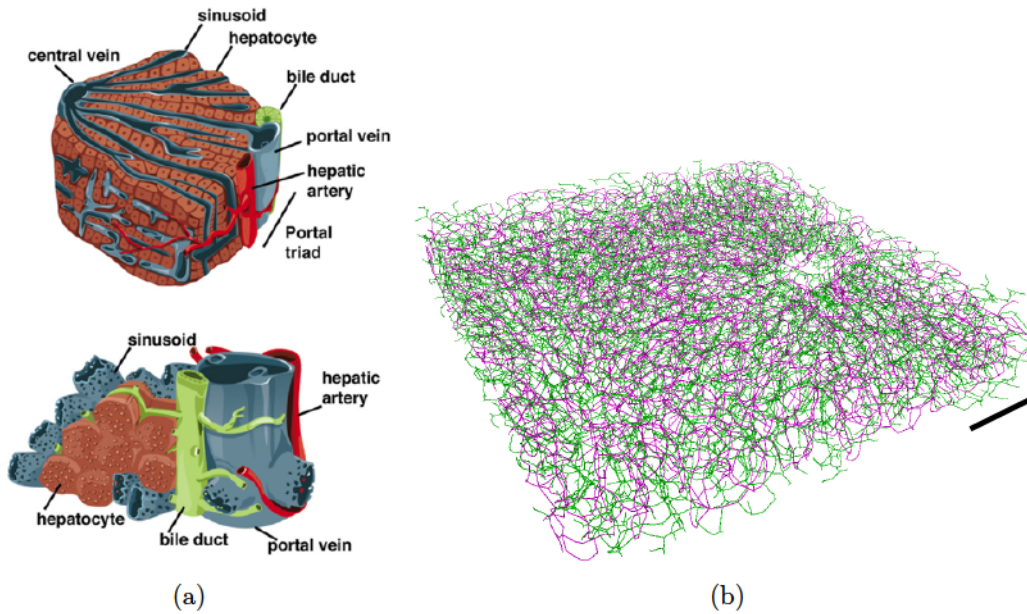 sinusoid
hepatocyte
central vein
bile duct
portal vein
hepatic
artery
Portal
triad
sinusoid
hepatic
artery
hepatocyte
bile duct
portal vein
(a)
(b)